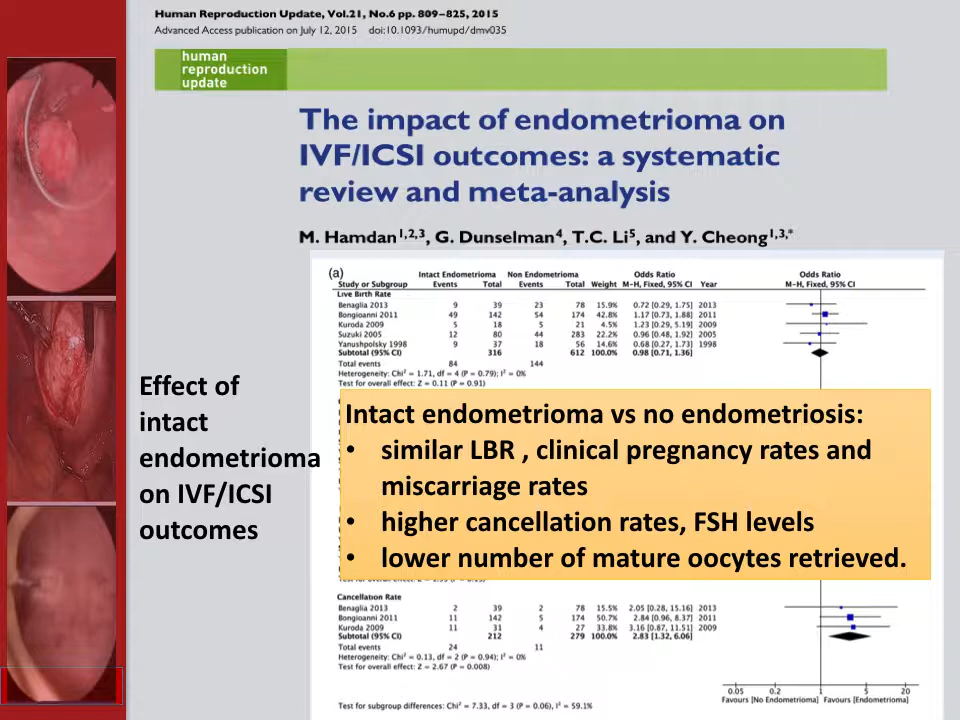 Human Reproduction Update, Vol.21, No.6 pp. 809–825, 2015
Advanced Access publication on July 12, 2015 doi:10.1093/humupd/dmv035
human
reproduction
update
The impact of endometrioma on
IVF/ICSI outcomes: a systematic
review and meta-analysis
M. Hamdan1,2,3, G. Dunselman4, T.C. Li5, and Y. Cheong1,3,*
Effect of
intact
endometrioma
on IVF/ICSI
outcomes
(a)
Intact Endometrioma Non Endometrioma Odds Ratio Odds Ratio
Study or Subgroup Events Total Events Total Weight M-H, Fixed, 95% CI Year M-H, Fixed, 95% CI
Live Birth Rate
Benaglia 2013 9 39 23 78 15.9% 0.72 [0.29, 1.75] 2013
Bongioanni 2011 49 142 54 174 42.8% 1.17 [0.73, 1.88] 2011
Kuroda 2009 5 18 5 21 4.5% 1.23 [0.29, 5.19] 2009
Suzuki 2005 12 80 44 283 22.2% 0.96 [0.48, 1.92] 2005
Yanushpolsky 1998 9 37 18 56 14.6% 0.68 [0.27, 1.73] 1998
Subtotal (95% CI) 316 612 100.0% 0.98 [0.71, 1.36]
Total events 84 144
Heterogeneity: Chi² = 1.71, df = 4 (P = 0.79); I² = 0%
Test for overall effect: Z = 0.11 (P = 0.91)
Intact endometrioma vs no endometriosis:
• similar LBR , clinical pregnancy rates and
miscarriage rates
• higher cancellation rates, FSH levels
• lower number of mature oocytes retrieved.
Cancellation Rate
Benaglia 2013 2 39 2 78 15.5% 2.05 [0.28, 15.16] 2013
Bongioanni 2011 11 142 5 174 50.7% 2.84 [0.96, 8.37] 2011
Kuroda 2009 11 31 4 27 33.8% 3.16 [0.87, 11.51] 2009
Subtotal (95% CI) 212 279 100.0% 2.83 [1.32, 6.06]
Total events 24 11
Heterogeneity: Chi² = 0.13, df = 2 (P = 0.94); I² = 0%
Test for overall effect: Z = 2.67 (P = 0.008)
0.05 0.2 1 5 20
Favours [No Endometrioma] Favours [Endometrioma]
Test for subgroup differences: Chi² = 7.33, df = 3 (P = 0.06), I² = 59.1%